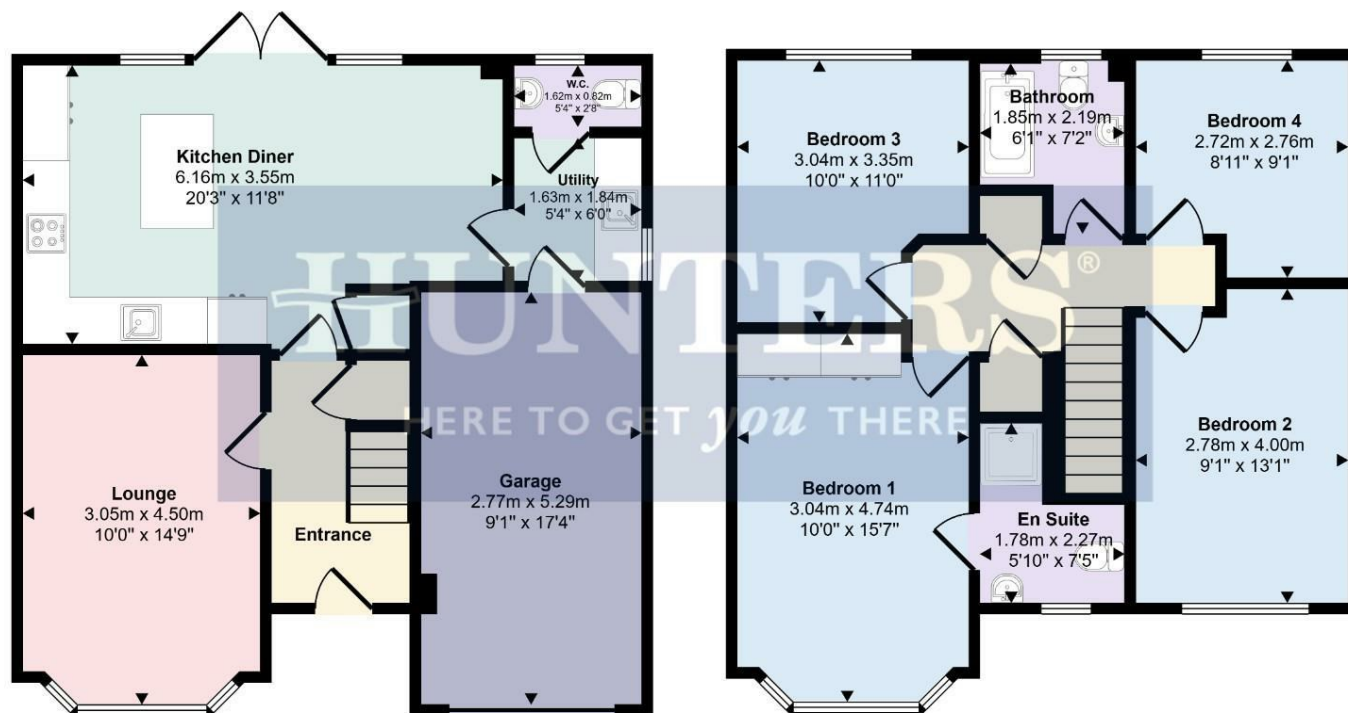 W.C.
1.62m x 0.82m
5'4" x 2'8"
Kitchen Diner
6.16m x 3.55m
20'3" x 11'8"
Utility
1.63m x 1.84m
5'4" x 6'0"
Lounge
3.05m x 4.50m
10'0" x 14'9"
Entrance
Garage
2.77m x 5.29m
9'1" x 17'4"
Bedroom 3
3.04m x 3.35m
10'0" x 11'0"
Bathroom
1.85m x 2.19m
6'1" x 7'2"
Bedroom 4
2.72m x 2.76m
8'11" x 9'1"
Bedroom 1
3.04m x 4.74m
10'0" x 15'7"
En Suite
1.78m x 2.27m
5'10" x 7'5"
Bedroom 2
2.78m x 4.00m
9'1" x 13'1"
HUNTERS®
HERE TO GET you THERE